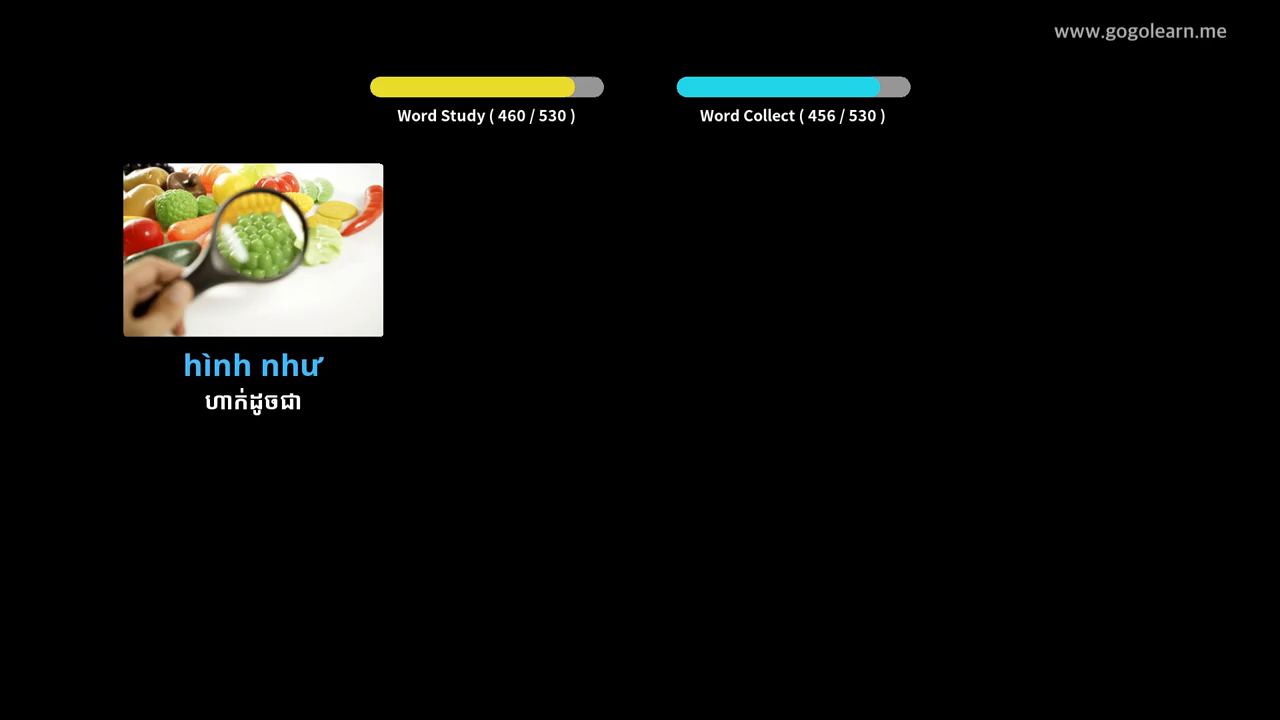 www.gogolearn.me
Word Study ( 460 / 530 )
Word Collect ( 456 / 530 )
hình như
ហាក់ដូចជា